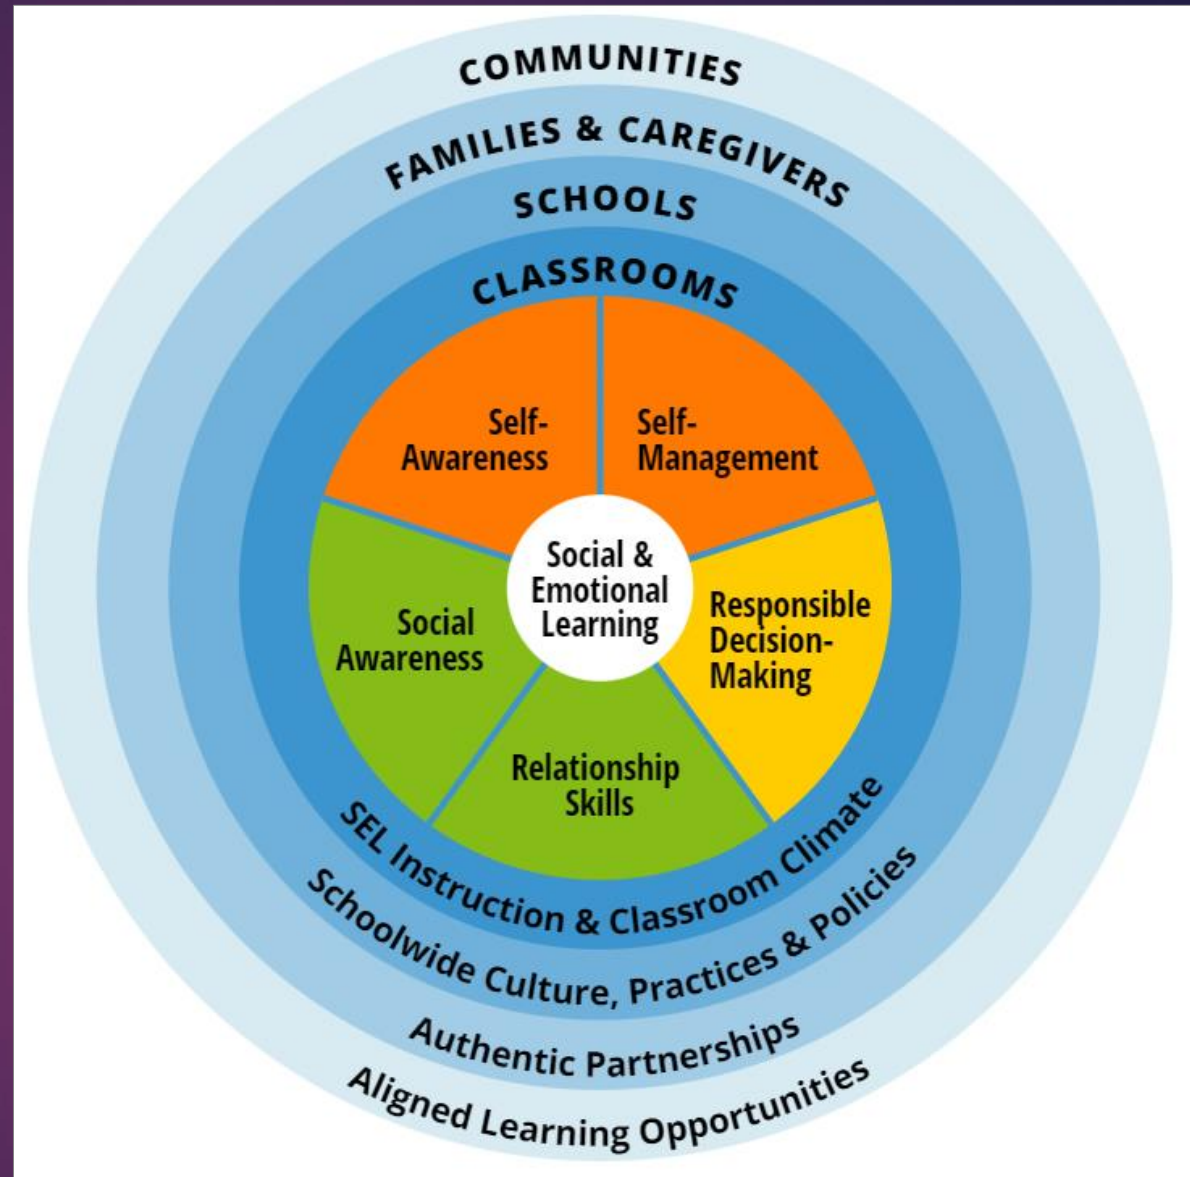 COMMUNITIES
FAMILIES & CAREGIVERS
SCHOOLS
CLASSROOMS
Self-
Awareness
Self-
Management
Social &
Emotional
Learning
Social
Awareness
Responsible
Decision-
Making
Relationship
Skills
SEL Instruction & Classroom Climate
Schoolwide Culture, Practices & Policies
Authentic Partnerships
Aligned Learning Opportunities